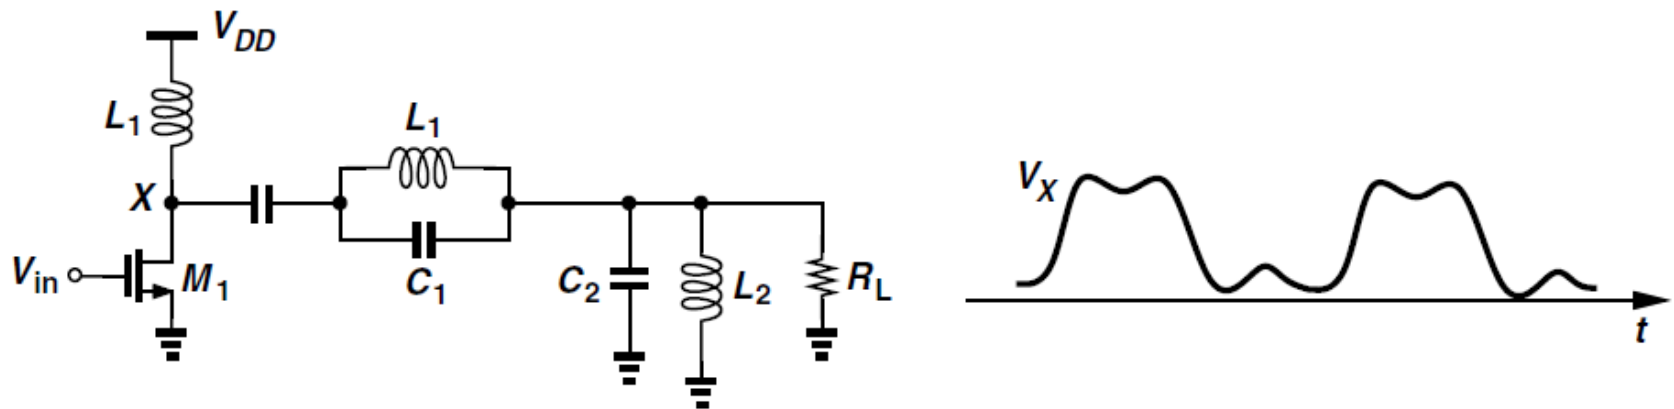 V_DD
L_1
L_1
X
V_in
M_1
C_1
C_2
L_2
R_L
V_X
t